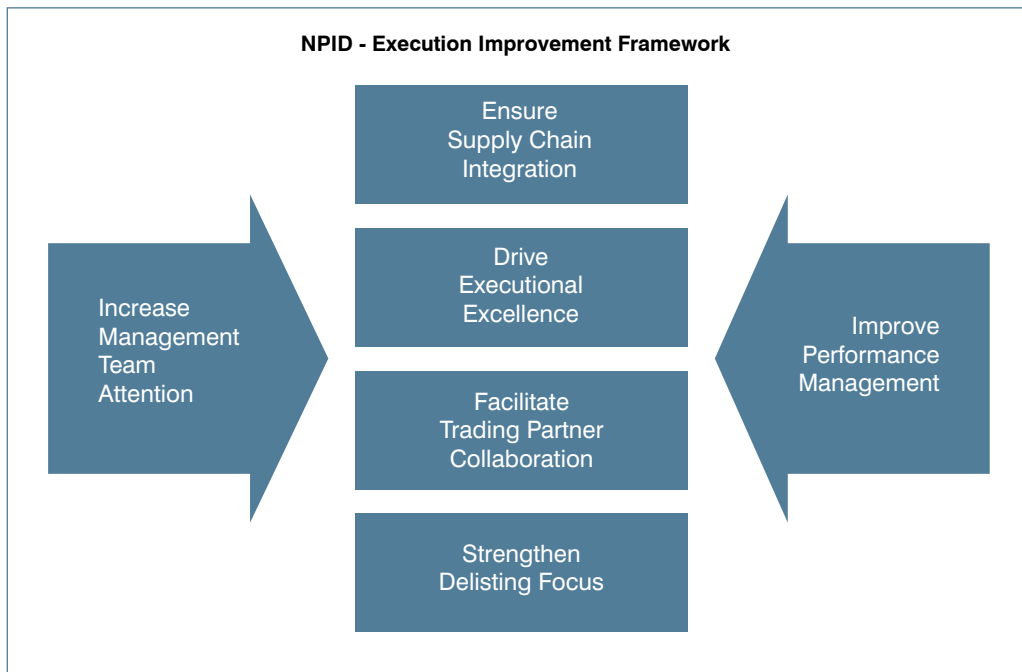 NPID - Execution Improvement Framework
Ensure
Supply Chain
Integration
Drive
Executional
Excellence
Increase
Management
Team
Attention
Improve
Performance
Management
Facilitate
Trading Partner
Collaboration
Strengthen
Delisting Focus